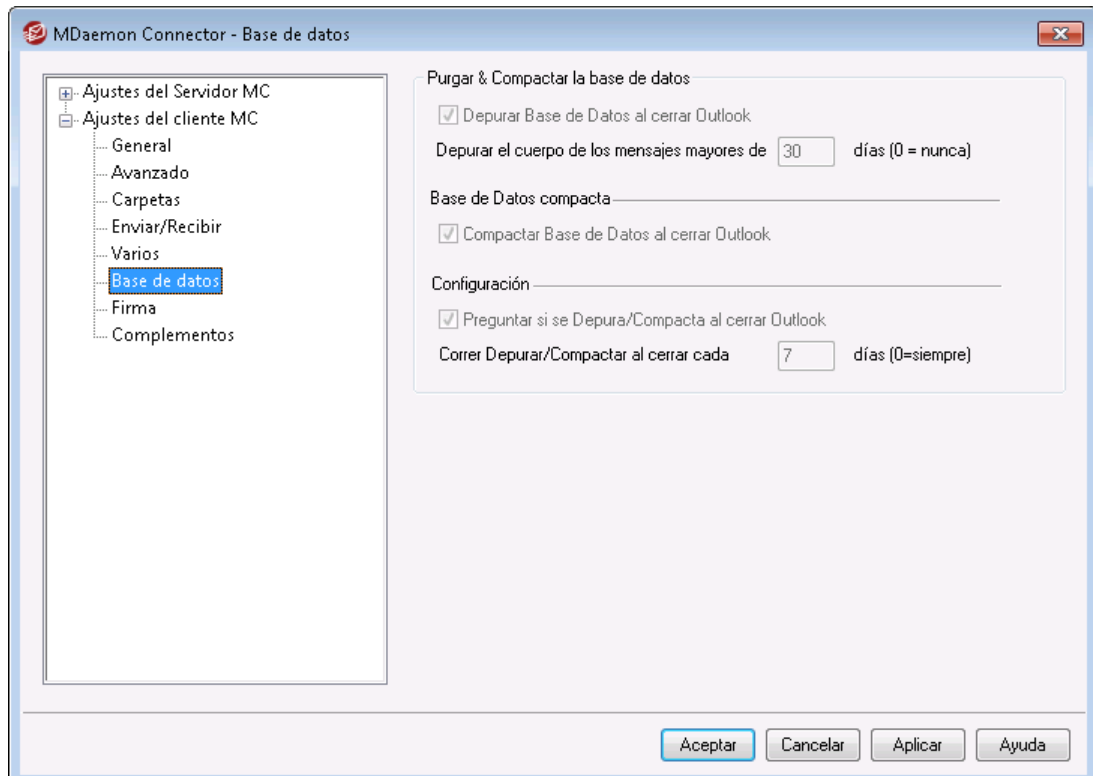 MDaemon Connector - Base de datos
Ajustes del Servidor MC
Ajustes del cliente MC
General
Avanzado
Carpetas
Enviar/Recibir
Varios
Base de datos
Firma
Complementos
Purgar & Compactar la base de datos
Depurar Base de Datos al cerrar Outlook
Depurar el cuerpo de los mensajes mayores de 30 días (0 = nunca)
Base de Datos compacta
Compactar Base de Datos al cerrar Outlook
Configuración
Preguntar si se Depura/Compacta al cerrar Outlook
Correr Depurar/Compactar al cerrar cada 7 días (0=siempre)
Aceptar Cancelar Aplicar Ayuda